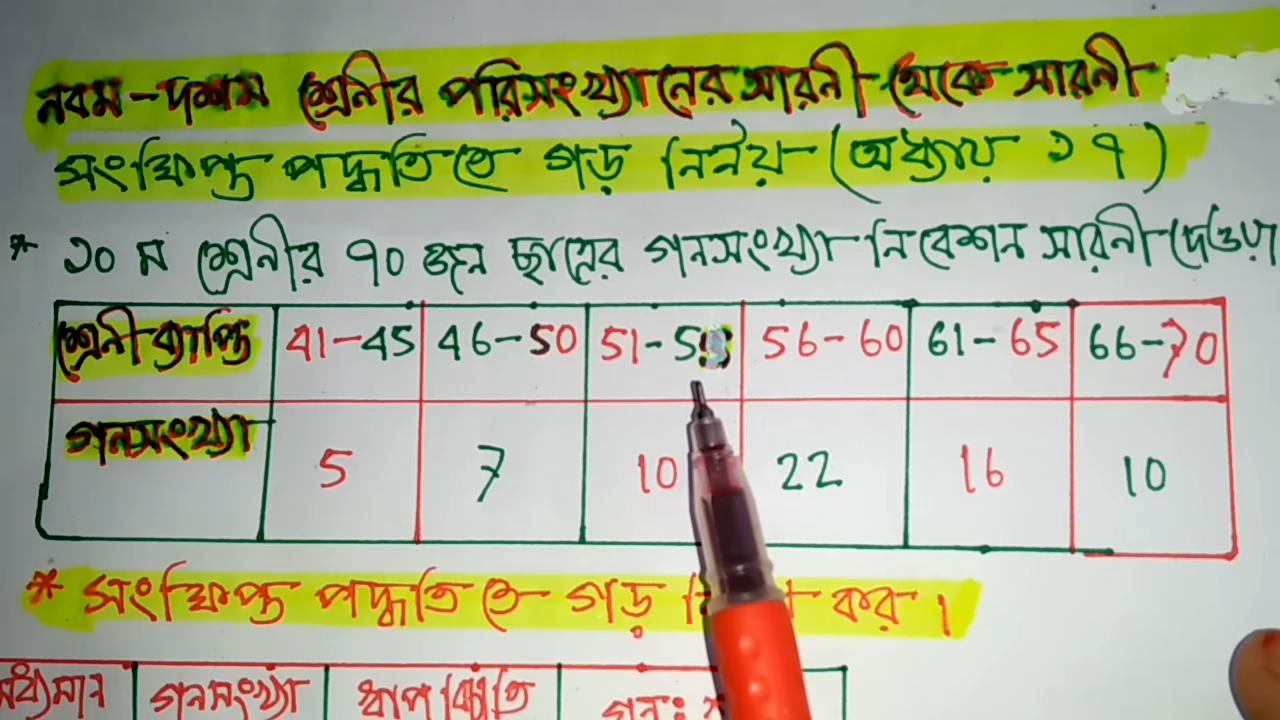 নবম-দশম শ্রেনীর পরিসংখ্যানের সারনী থেকে সারনী
সংক্ষিপ্ত পদ্ধতিতে গড় নির্নয় (অধ্যায় ১৭)
* ১০ম শ্রেনীর ৭০ জন ছাত্রের গনসংখ্যা নিবেশন সারনী দেওয়া
শ্রেনীব্যাপ্তি 41-45 46-50 51-55 56-60 61-65 66-70
গনসংখ্যা 5 7 10 22 16 10
* সংক্ষিপ্ত পদ্ধতিতে গড় কর।
মধ্যমান গনসংখ্যা ধাপ বিচ্যুতি গন: